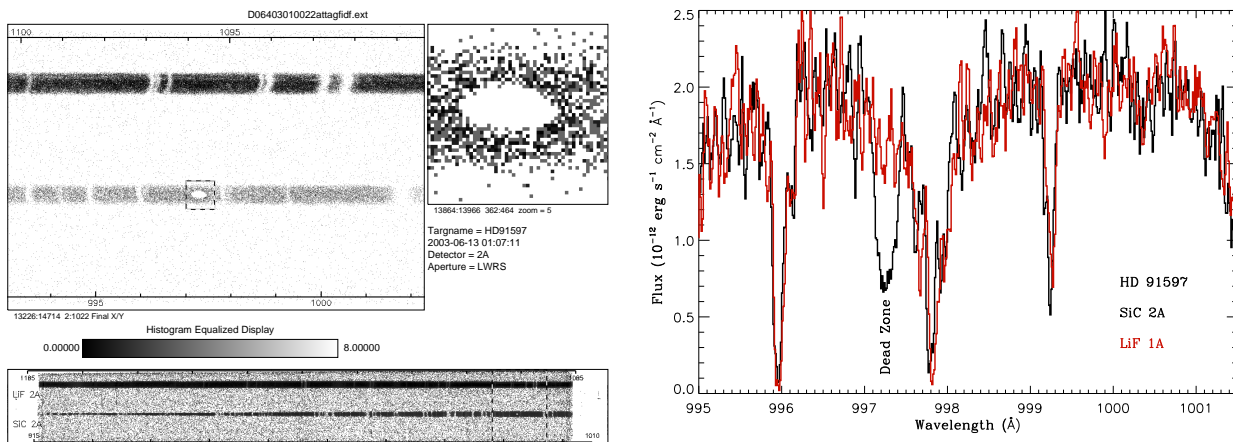 D06403010022attagfidf.ext
1100
1095
995
1000
13226:14714 2:1022 Final X/Y
13864:13966 362:464 zoom = 5
Targname = HD91597
2003-06-13 01:07:11
Detector = 2A
Aperture = LWRS
Histogram Equalized Display
0.00000
8.00000
1185
1085
LiF 2A
SiC 2A
915
1010
2.5
2.0
1.5
1.0
0.5
0.0
Flux (10⁻¹² erg s⁻¹ cm⁻² Å⁻¹)
Dead Zone
HD 91597
SiC 2A
LiF 1A
995 996 997 998 999 1000 1001
Wavelength (Å)